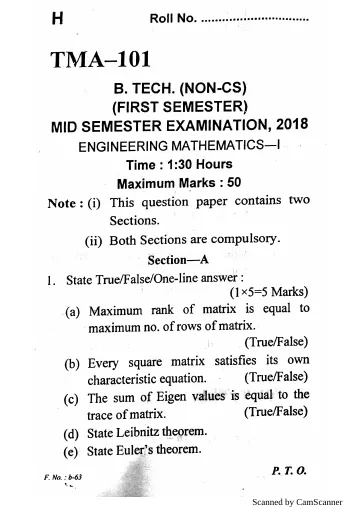 H Roll No. ..............................
TMA–101
B. TECH. (NON-CS)
(FIRST SEMESTER)
MID SEMESTER EXAMINATION, 2018
ENGINEERING MATHEMATICS—I
Time : 1:30 Hours
Maximum Marks : 50
Note : (i) This question paper contains two
Sections.
(ii) Both Sections are compulsory.
Section—A
1. State True/False/One-line answer :
(1×5=5 Marks)
(a) Maximum rank of matrix is equal to
maximum no. of rows of matrix.
(True/False)
(b) Every square matrix satisfies its own
characteristic equation. (True/False)
(c) The sum of Eigen values is equal to the
trace of matrix. (True/False)
(d) State Leibnitz theorem.
(e) State Euler's theorem.
P. T. O.
F. No. : b-63
Scanned by CamScanner